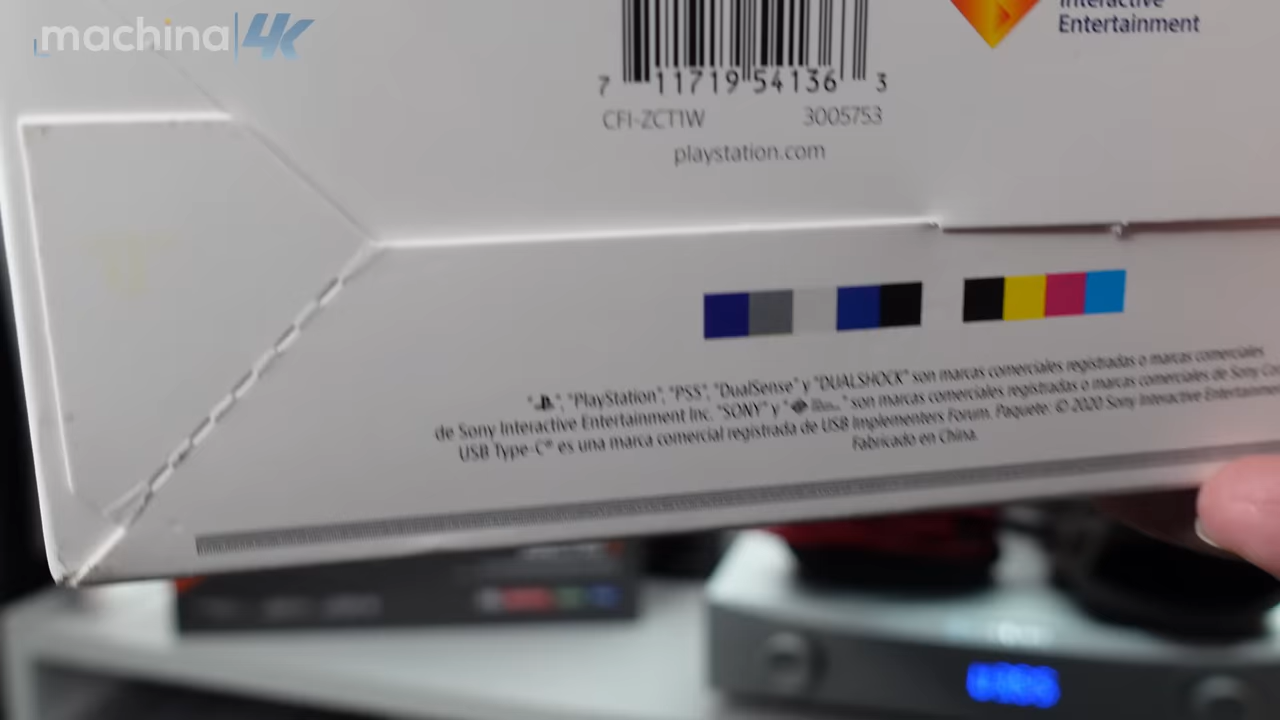 machina 4K
Interactive
Entertainment
7 11719 54136 3
CFI-ZCT1W 3005753
playstation.com
" ", "PlayStation", "PS5", "DualSense" y "DUALSHOCK" son marcas comerciales registradas o marcas comerciales
de Sony Interactive Entertainment Inc. "SONY" y " " son marcas comerciales registradas o marcas comerciales de Sony
USB Type-C® es una marca comercial registrada de USB Implementers Forum. Paquete: © 2020 Sony Interactive Entertainment
Fabricado en China.